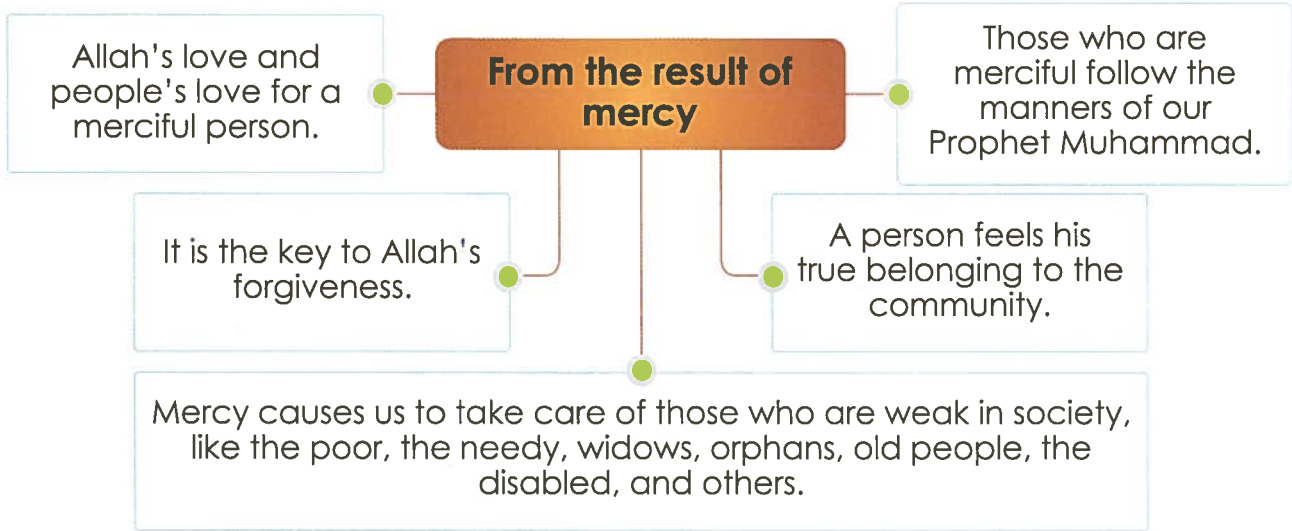 From the result of
mercy
Allah's love and
people's love for a
merciful person.
Those who are
merciful follow the
manners of our
Prophet Muhammad.
It is the key to Allah's
forgiveness.
A person feels his
true belonging to the
community.
Mercy causes us to take care of those who are weak in society,
like the poor, the needy, widows, orphans, old people, the
disabled, and others.